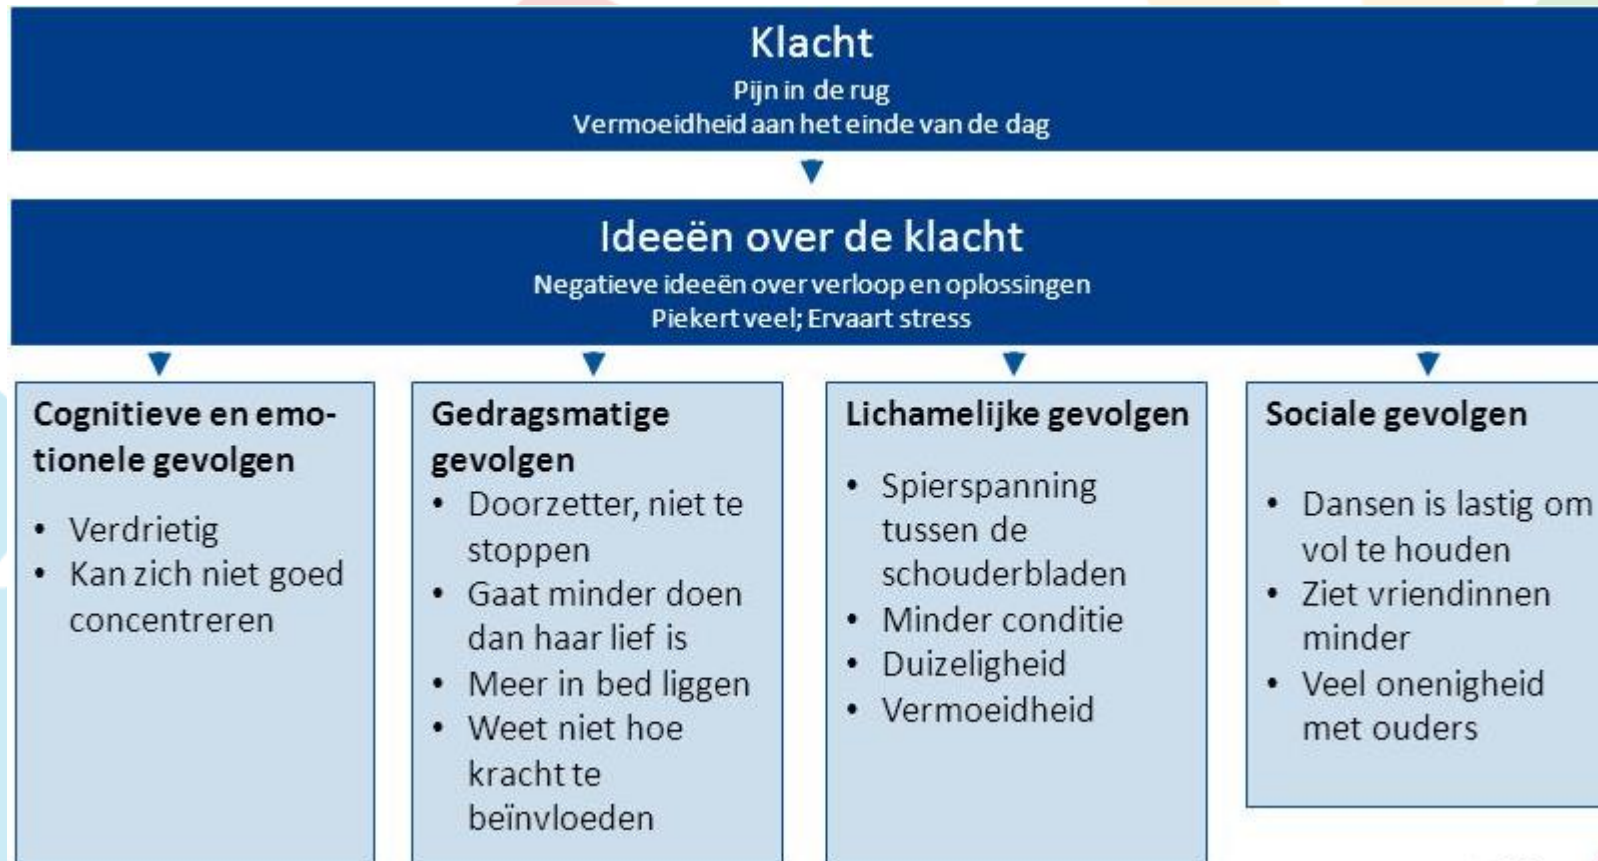 Klacht
Pijn in de rug
Vermoeidheid aan het einde van de dag
Ideeën over de klacht
Negatieve ideeën over verloop en oplossingen
Piekert veel; Ervaart stress
Cognitieve en emo-
tionele gevolgen
• Verdrietig
• Kan zich niet goed
concentreren
Gedragsmatige
gevolgen
• Doorzetter, niet te
stoppen
• Gaat minder doen
dan haar lief is
• Meer in bed liggen
• Weet niet hoe
kracht te
beïnvloeden
Lichamelijke gevolgen
• Spierspanning
tussen de
schouderbladen
• Minder conditie
• Duizeligheid
• Vermoeidheid
Sociale gevolgen
• Dansen is lastig om
vol te houden
• Ziet vriendinnen
minder
• Veel onenigheid
met ouders